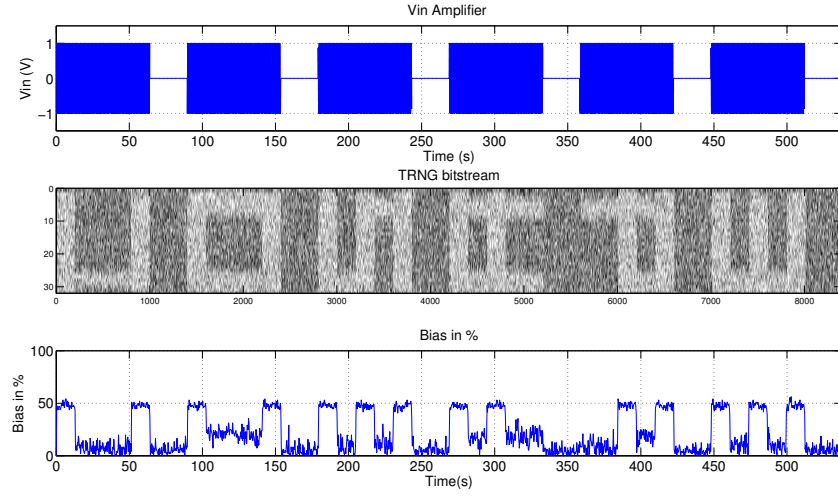 Vin Amplifier
Vin (V)
1
0
−1
0 50 100 150 200 250 300 350 400 450 500
Time (s)
TRNG bitstream
0
10
20
30
0 1000 2000 3000 4000 5000 6000 7000 8000
Bias in %
Bias in %
100
50
0
0 50 100 150 200 250 300 350 400 450 500
Time(s)